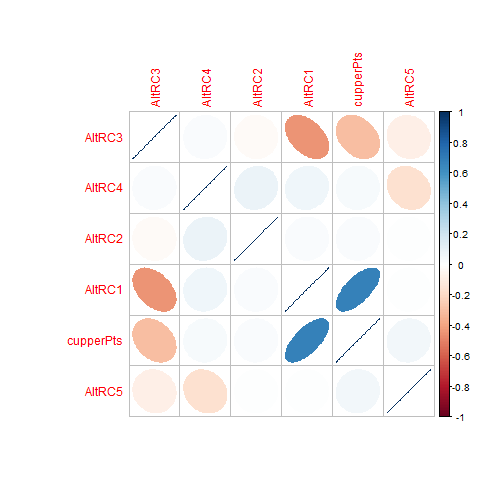 AltRC3
AltRC4
AltRC2
AltRC1
cupperPts
AltRC5
AltRC3
AltRC4
AltRC2
AltRC1
cupperPts
AltRC5
1
0.8
0.6
0.4
0.2
0
-0.2
-0.4
-0.6
-0.8
-1